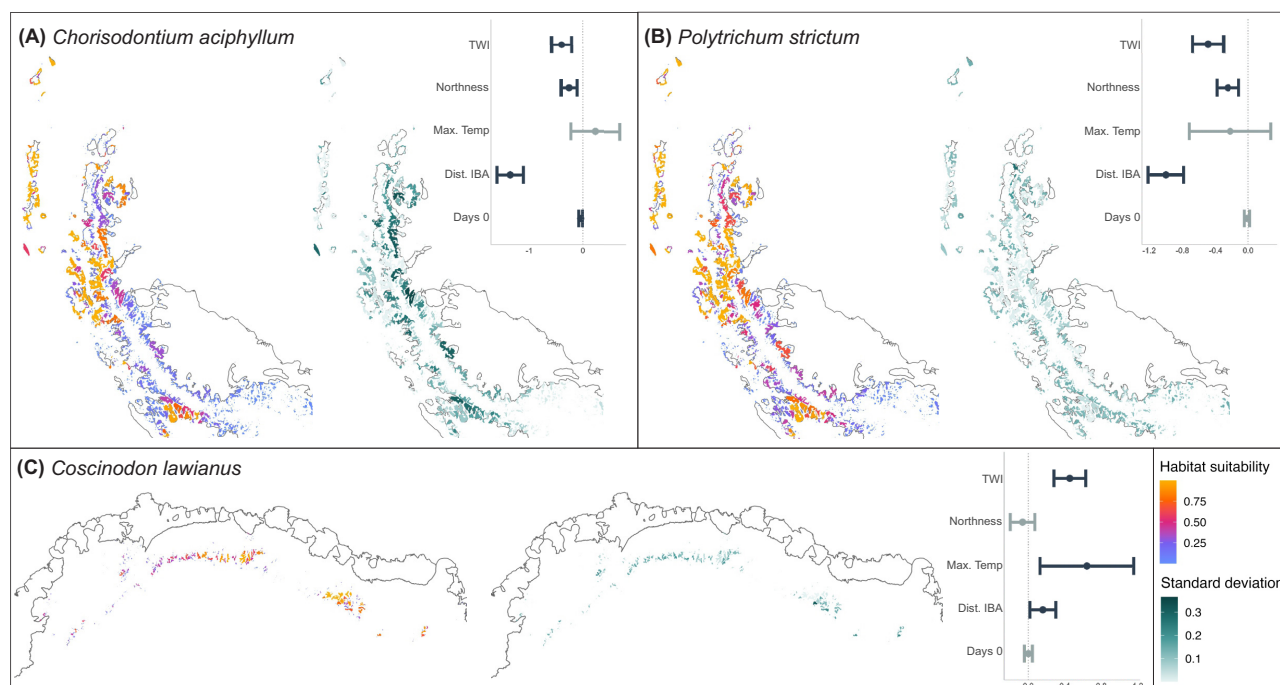 (A) Chorisodontium aciphyllum
TWI
Northness
Max. Temp
Dist. IBA
Days 0
-1
0
(B) Polytrichum strictum
TWI
Northness
Max. Temp
Dist. IBA
Days 0
-1.2
-0.8
-0.4
0.0
(C) Coscinodon lawianus
TWI
Northness
Max. Temp
Dist. IBA
Days 0
Habitat suitability
0.75
0.50
0.25
Standard deviation
0.3
0.2
0.1